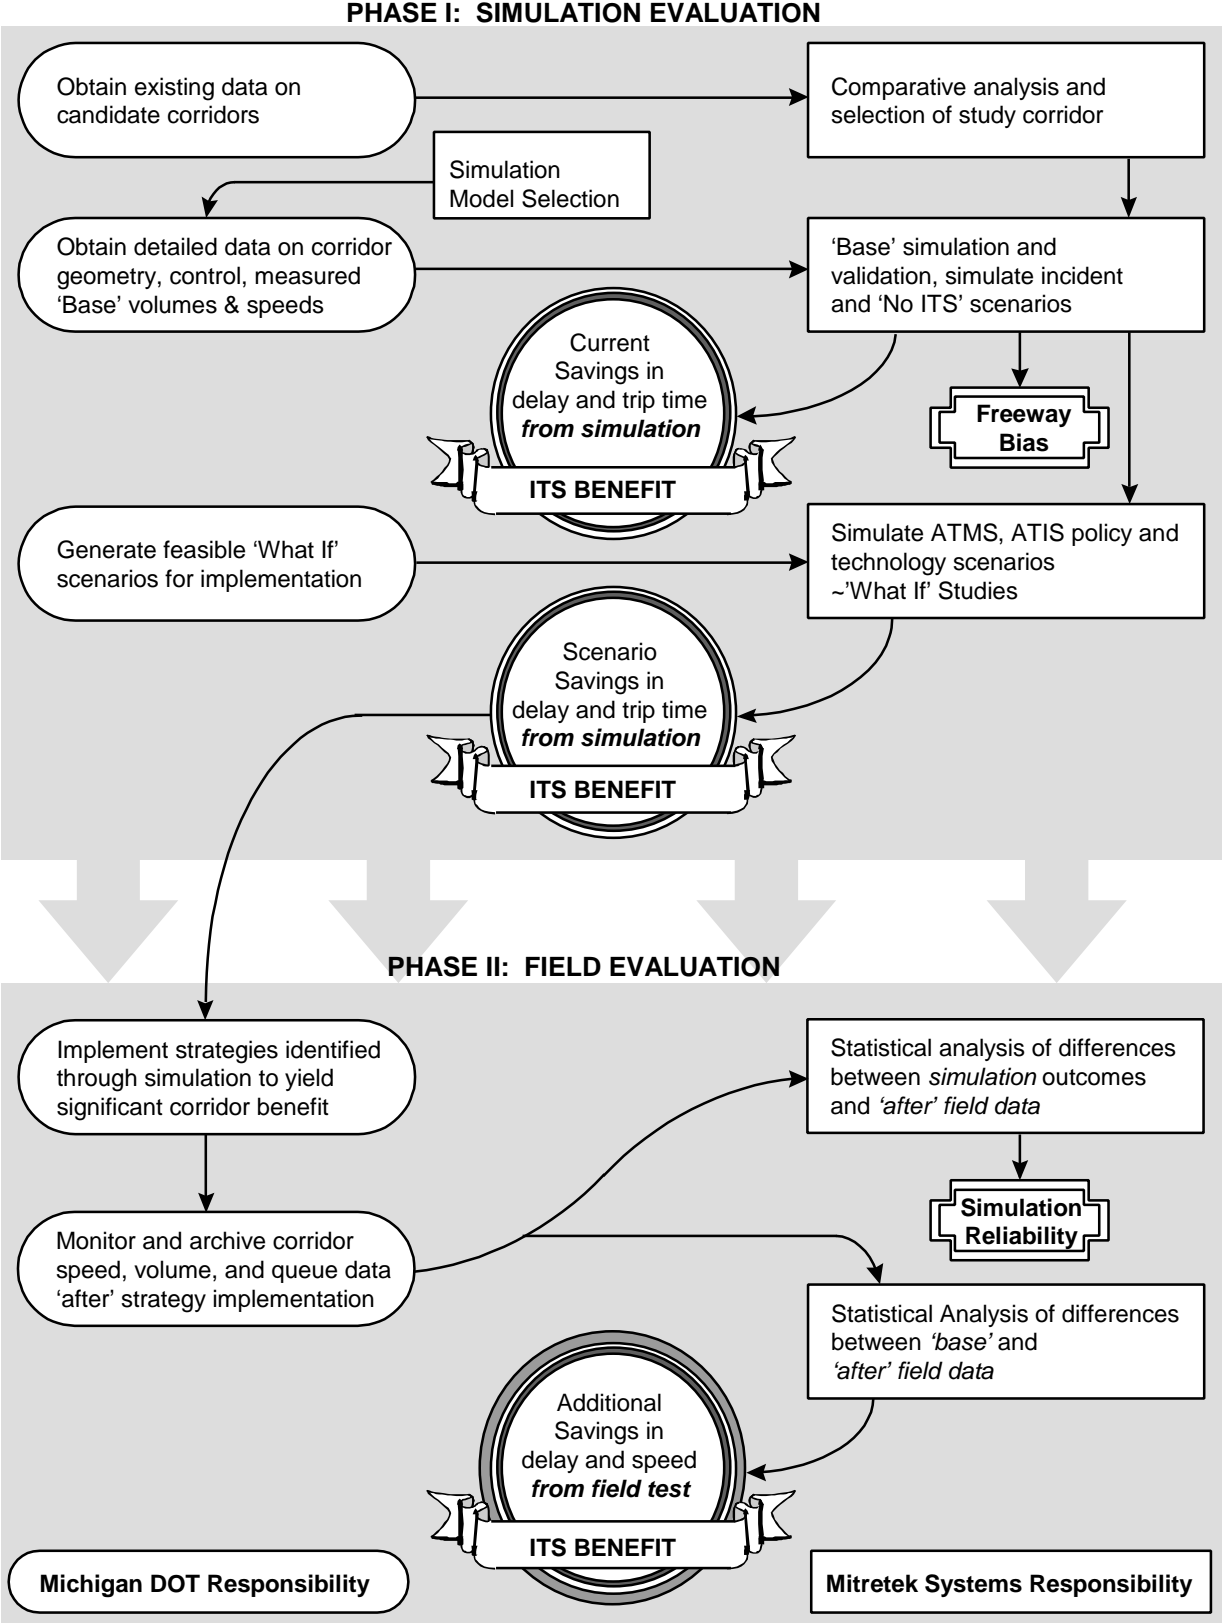 PHASE I: SIMULATION EVALUATION
Obtain existing data on
candidate corridors
Comparative analysis and
selection of study corridor
Simulation
Model Selection
Obtain detailed data on corridor
geometry, control, measured
‘Base’ volumes & speeds
‘Base’ simulation and
validation, simulate incident
and ‘No ITS’ scenarios
Current
Savings in
delay and trip time
from simulation
ITS BENEFIT
Freeway
Bias
Generate feasible ‘What If’
scenarios for implementation
Simulate ATMS, ATIS policy and
technology scenarios
~’What If’ Studies
Scenario
Savings in
delay and trip time
from simulation
ITS BENEFIT
PHASE II: FIELD EVALUATION
Implement strategies identified
through simulation to yield
significant corridor benefit
Statistical analysis of differences
between simulation outcomes
and ‘after’ field data
Simulation
Reliability
Monitor and archive corridor
speed, volume, and queue data
‘after’ strategy implementation
Statistical Analysis of differences
between ‘base’ and
‘after’ field data
Additional
Savings in
delay and speed
from field test
ITS BENEFIT
Michigan DOT Responsibility
Mitretek Systems Responsibility